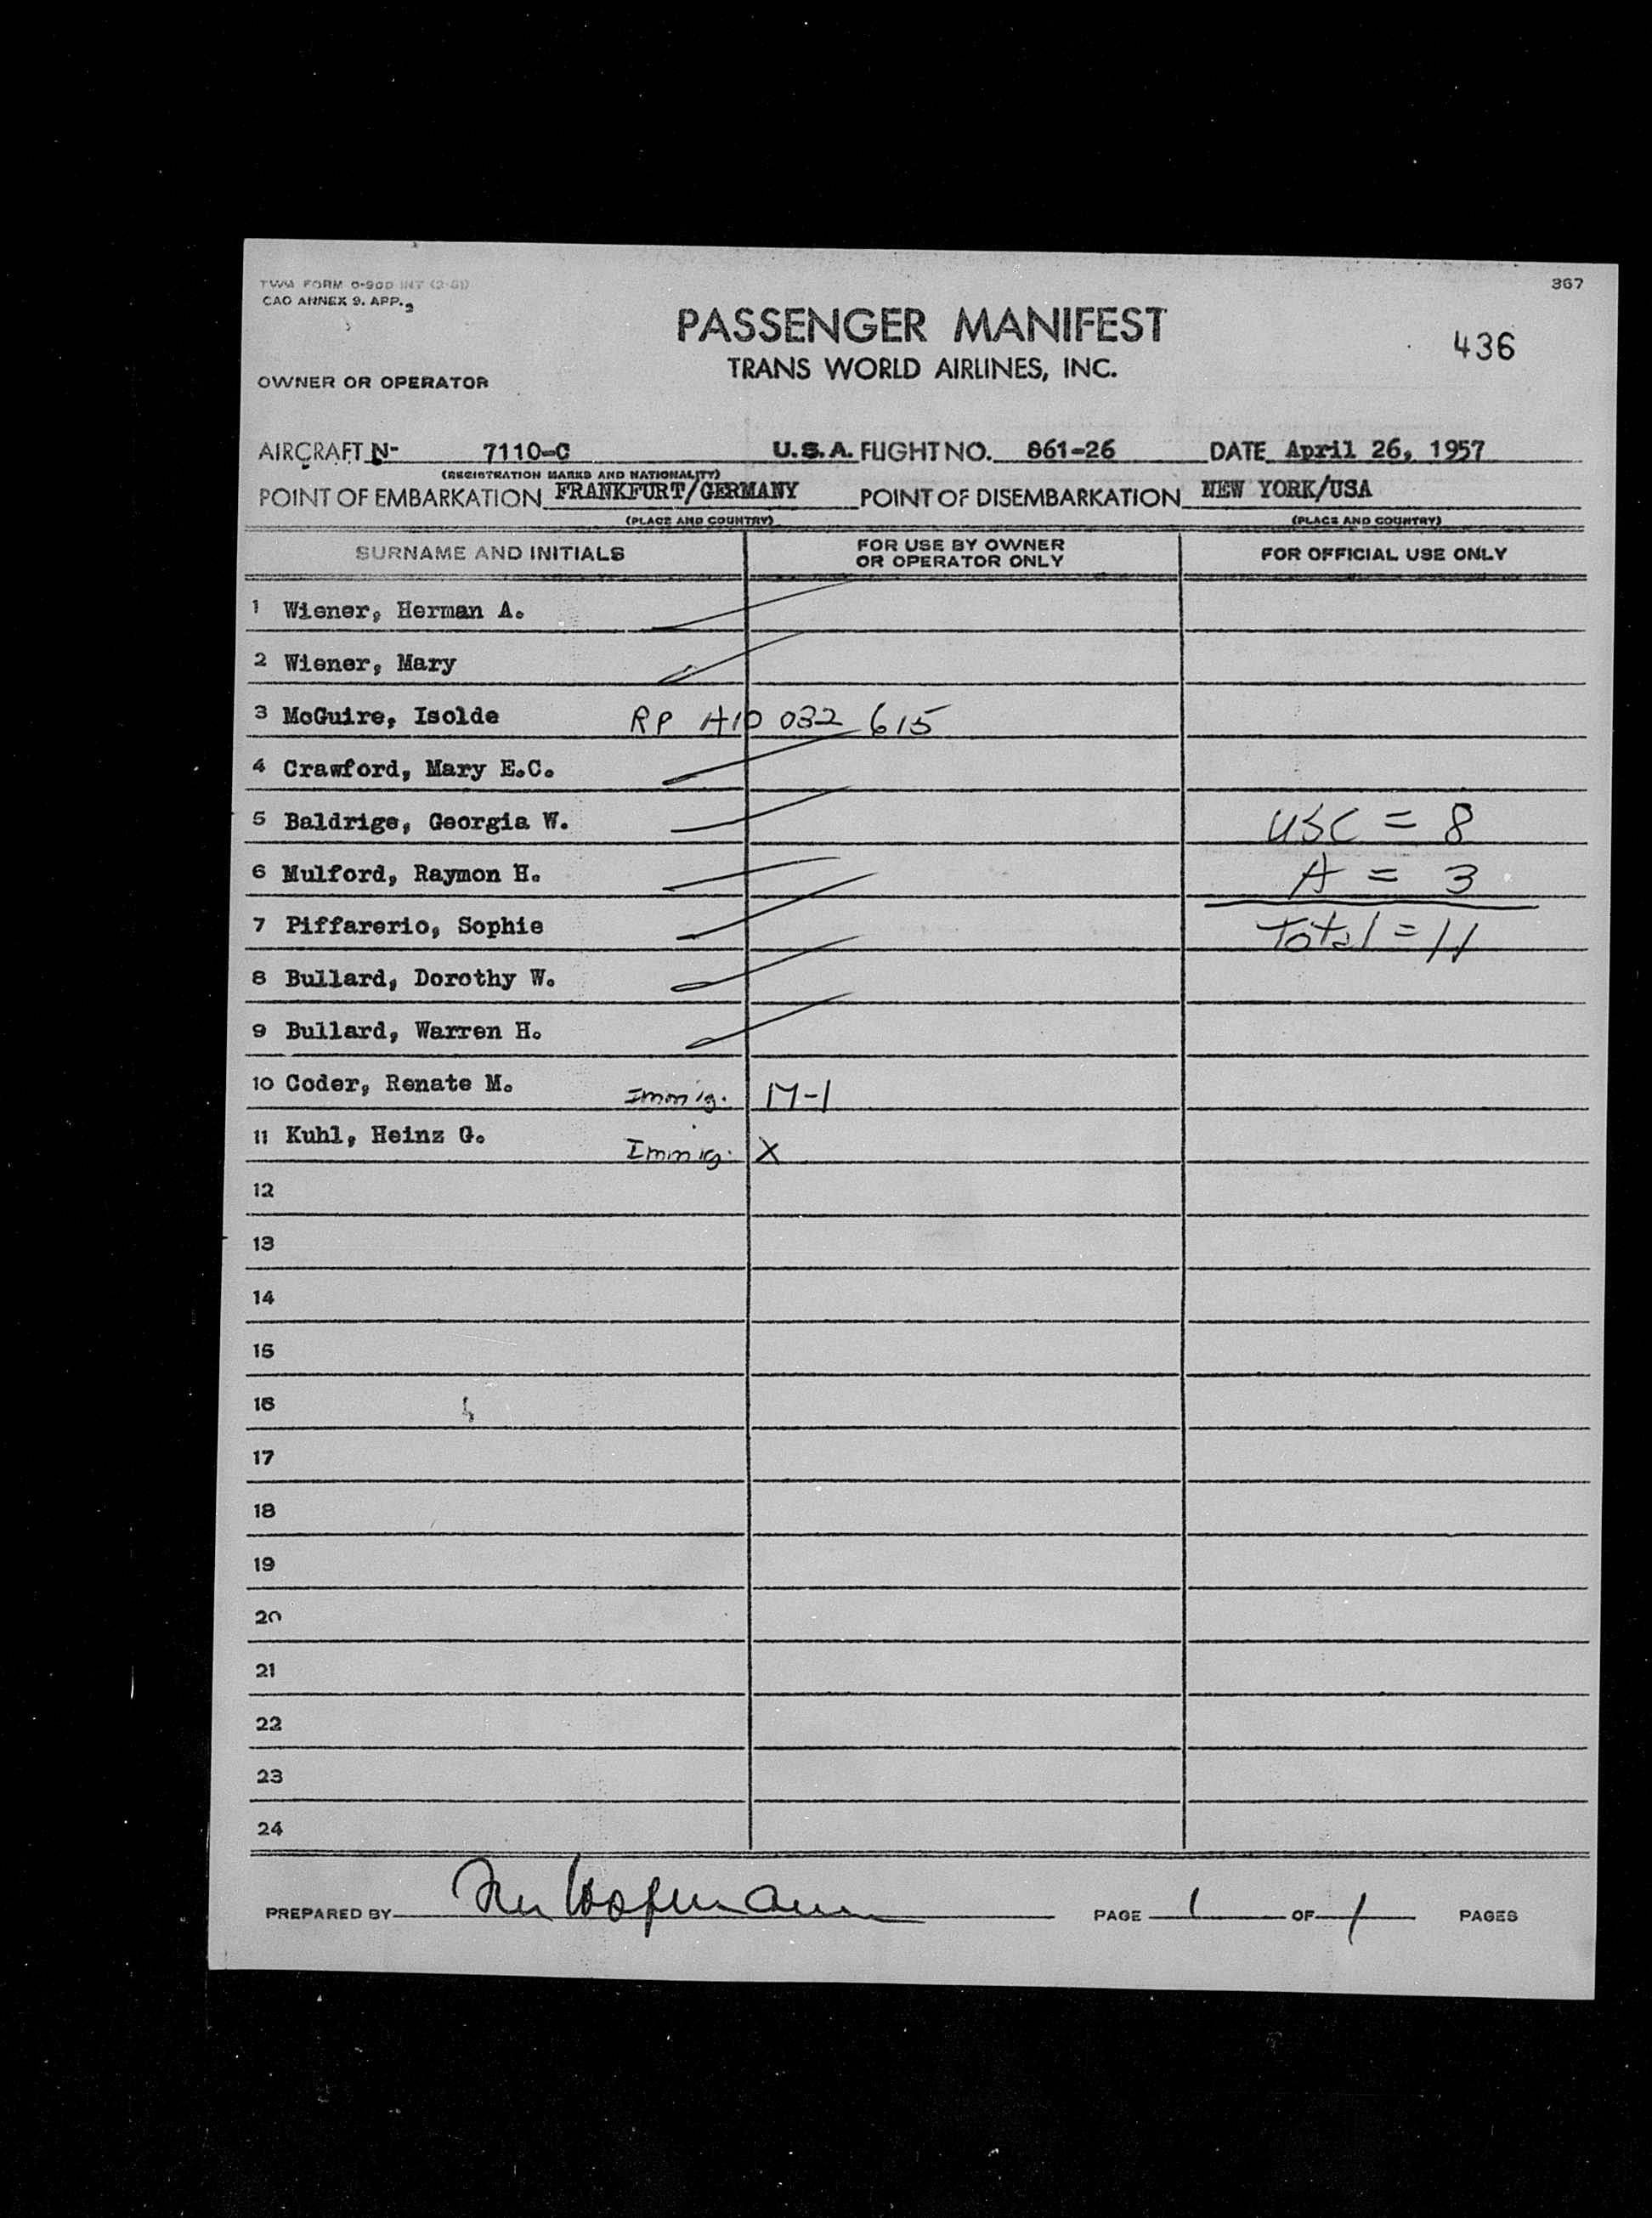 TWA FORM 0-90D INT (2-51)
CAO ANNEX 9. APP. 3
367
PASSENGER MANIFEST
436
TRANS WORLD AIRLINES, INC.
OWNER OR OPERATOR
AIRCRAFT N- 7110-C U.S.A. FLIGHT NO. 861-26 DATE April 26, 1957
(REGISTRATION MARKS AND NATIONALITY)
POINT OF EMBARKATION FRANKFURT/GERMANY POINT OF DISEMBARKATION NEW YORK/USA
(PLACE AND COUNTRY) (PLACE AND COUNTRY)
SURNAME AND INITIALS FOR USE BY OWNER OR OPERATOR ONLY FOR OFFICIAL USE ONLY
1 Wiener, Herman A.
2 Wiener, Mary
3 McGuire, Isolde RP A10 032 615
4 Crawford, Mary E.C.
5 Baldrige, Georgia W. USC = 8
6 Mulford, Raymon H. A = 3
7 Piffarerio, Sophie Total = 11
8 Bullard, Dorothy W.
9 Bullard, Warren H.
10 Coder, Renate M. Immig. M-1
11 Kuhl, Heinz G. Immig. X
12
13
14
15
16
17
18
19
20
21
22
23
24
PREPARED BY PAGE 1 OF 1 PAGES